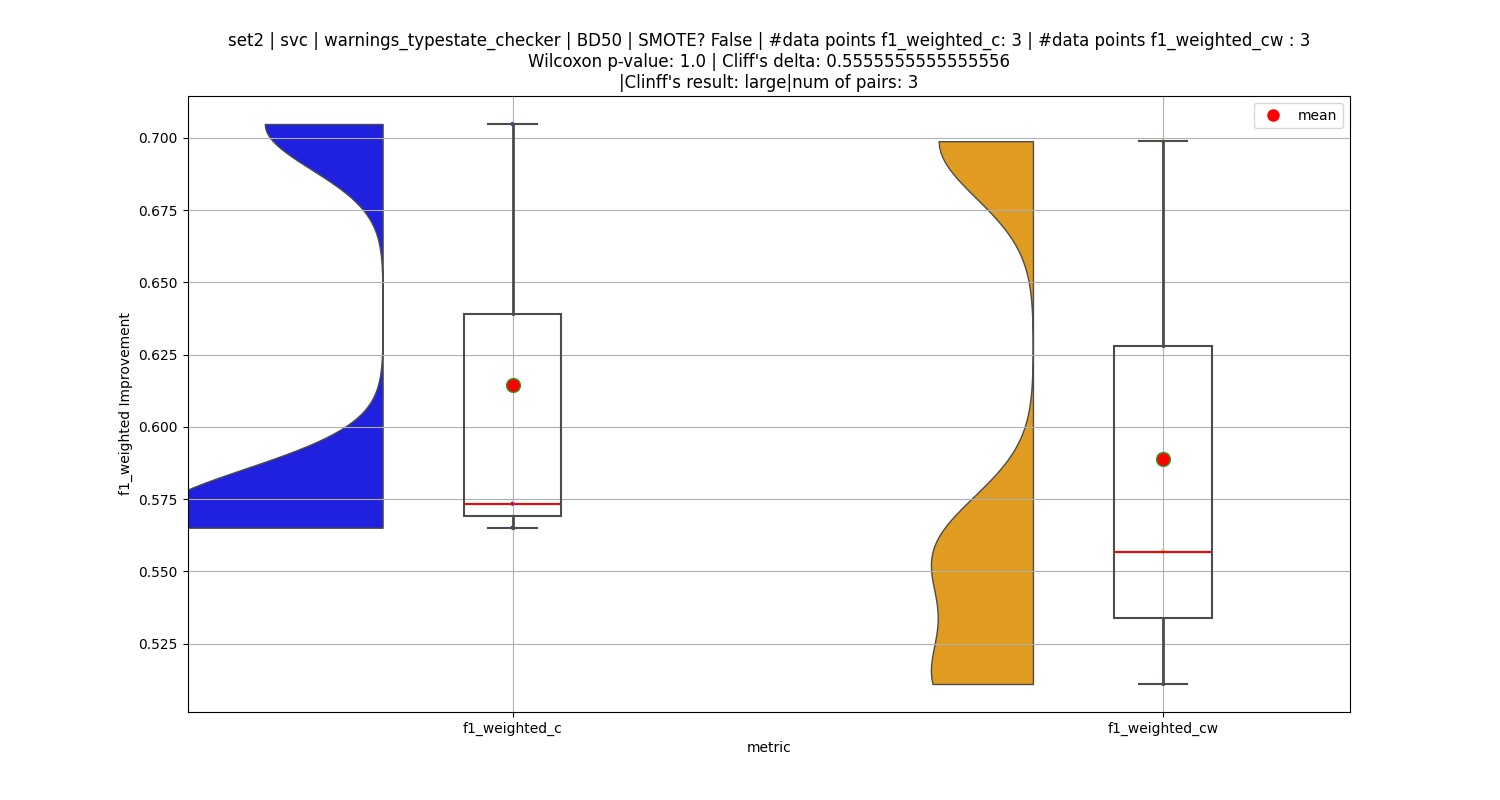 set2 | svc | warnings_typestate_checker | BD50 | SMOTE? False | #data points f1_weighted_c: 3 | #data points f1_weighted_cw : 3
Wilcoxon p-value: 1.0 | Cliff's delta: 0.5555555555555556
|Clinff's result: large|num of pairs: 3
mean
0.700
0.675
0.650
0.625
0.600
0.575
0.550
0.525
f1_weighted Improvement
f1_weighted_c
f1_weighted_cw
metric